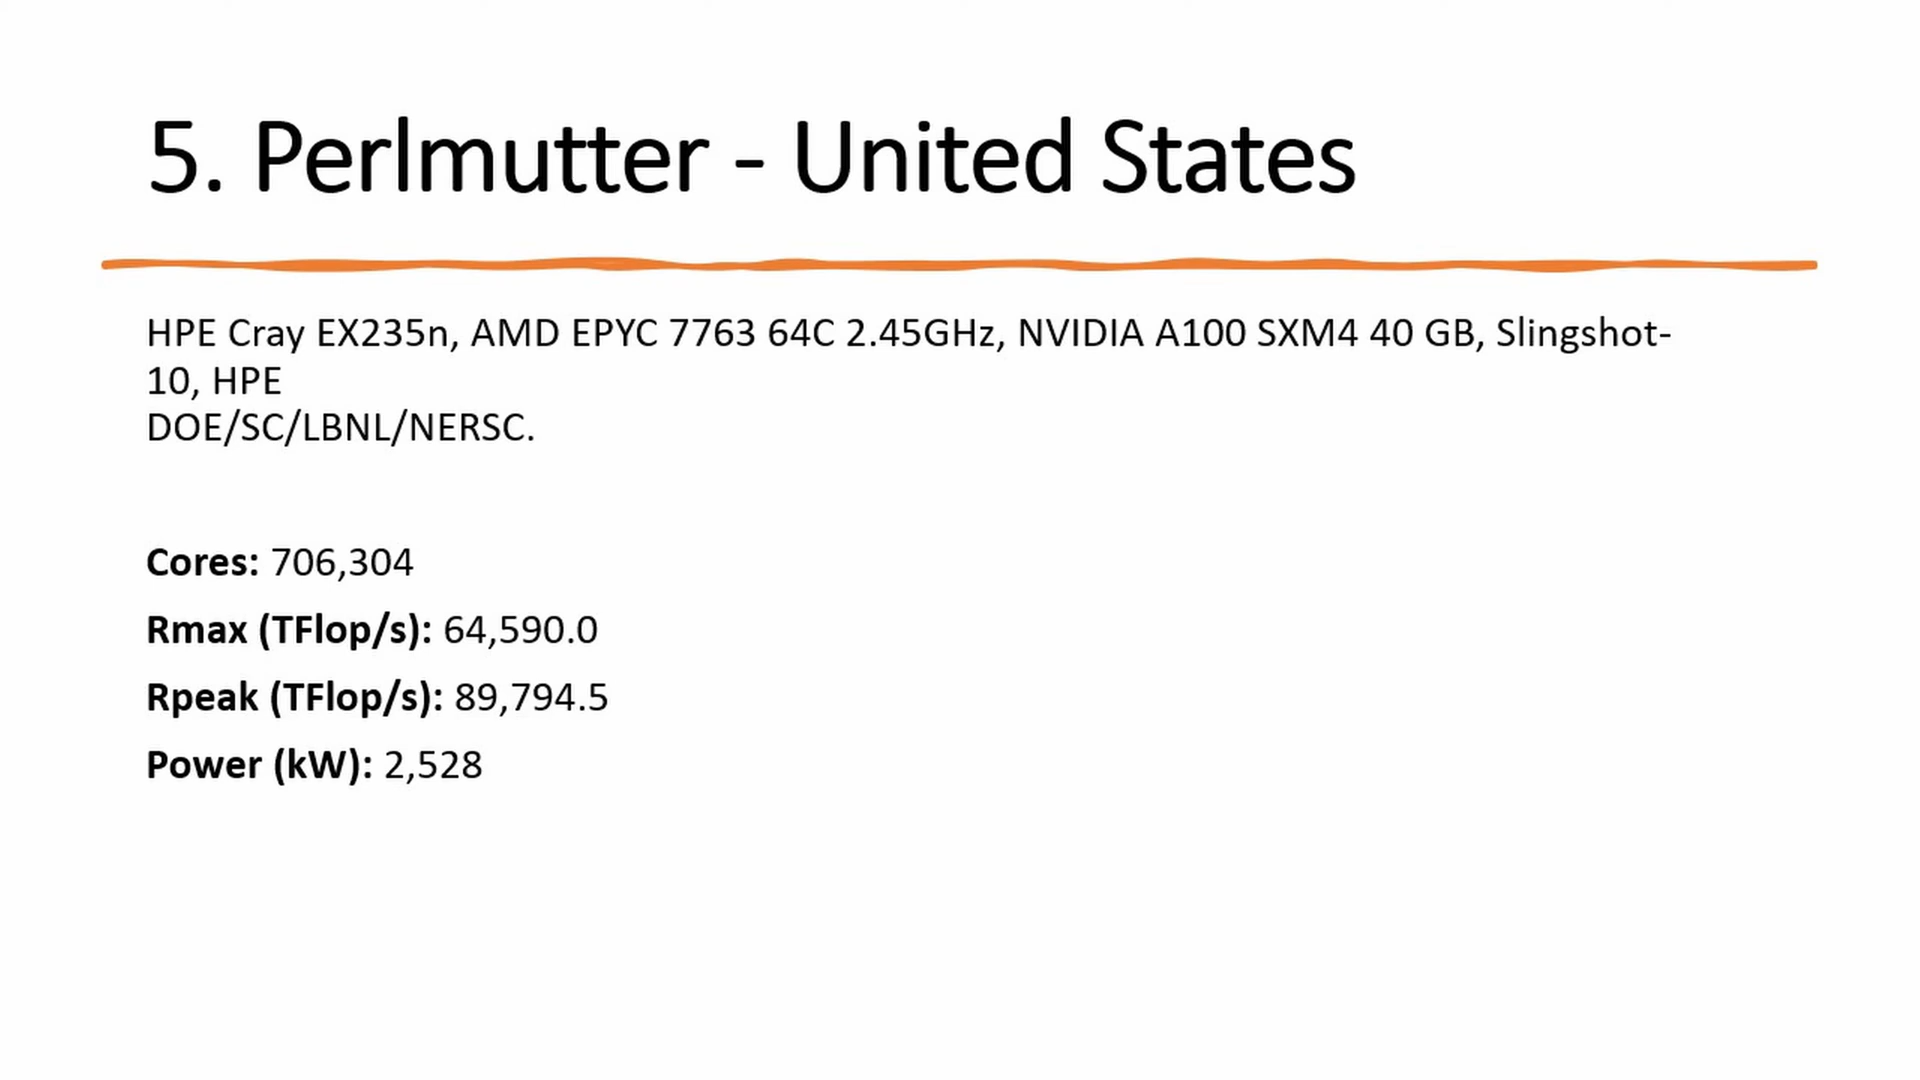 5. Perlmutter - United States
HPE Cray EX235n, AMD EPYC 7763 64C 2.45GHz, NVIDIA A100 SXM4 40 GB, Slingshot-
10, HPE
DOE/SC/LBNL/NERSC.
Cores: 706,304
Rmax (TFlop/s): 64,590.0
Rpeak (TFlop/s): 89,794.5
Power (kW): 2,528